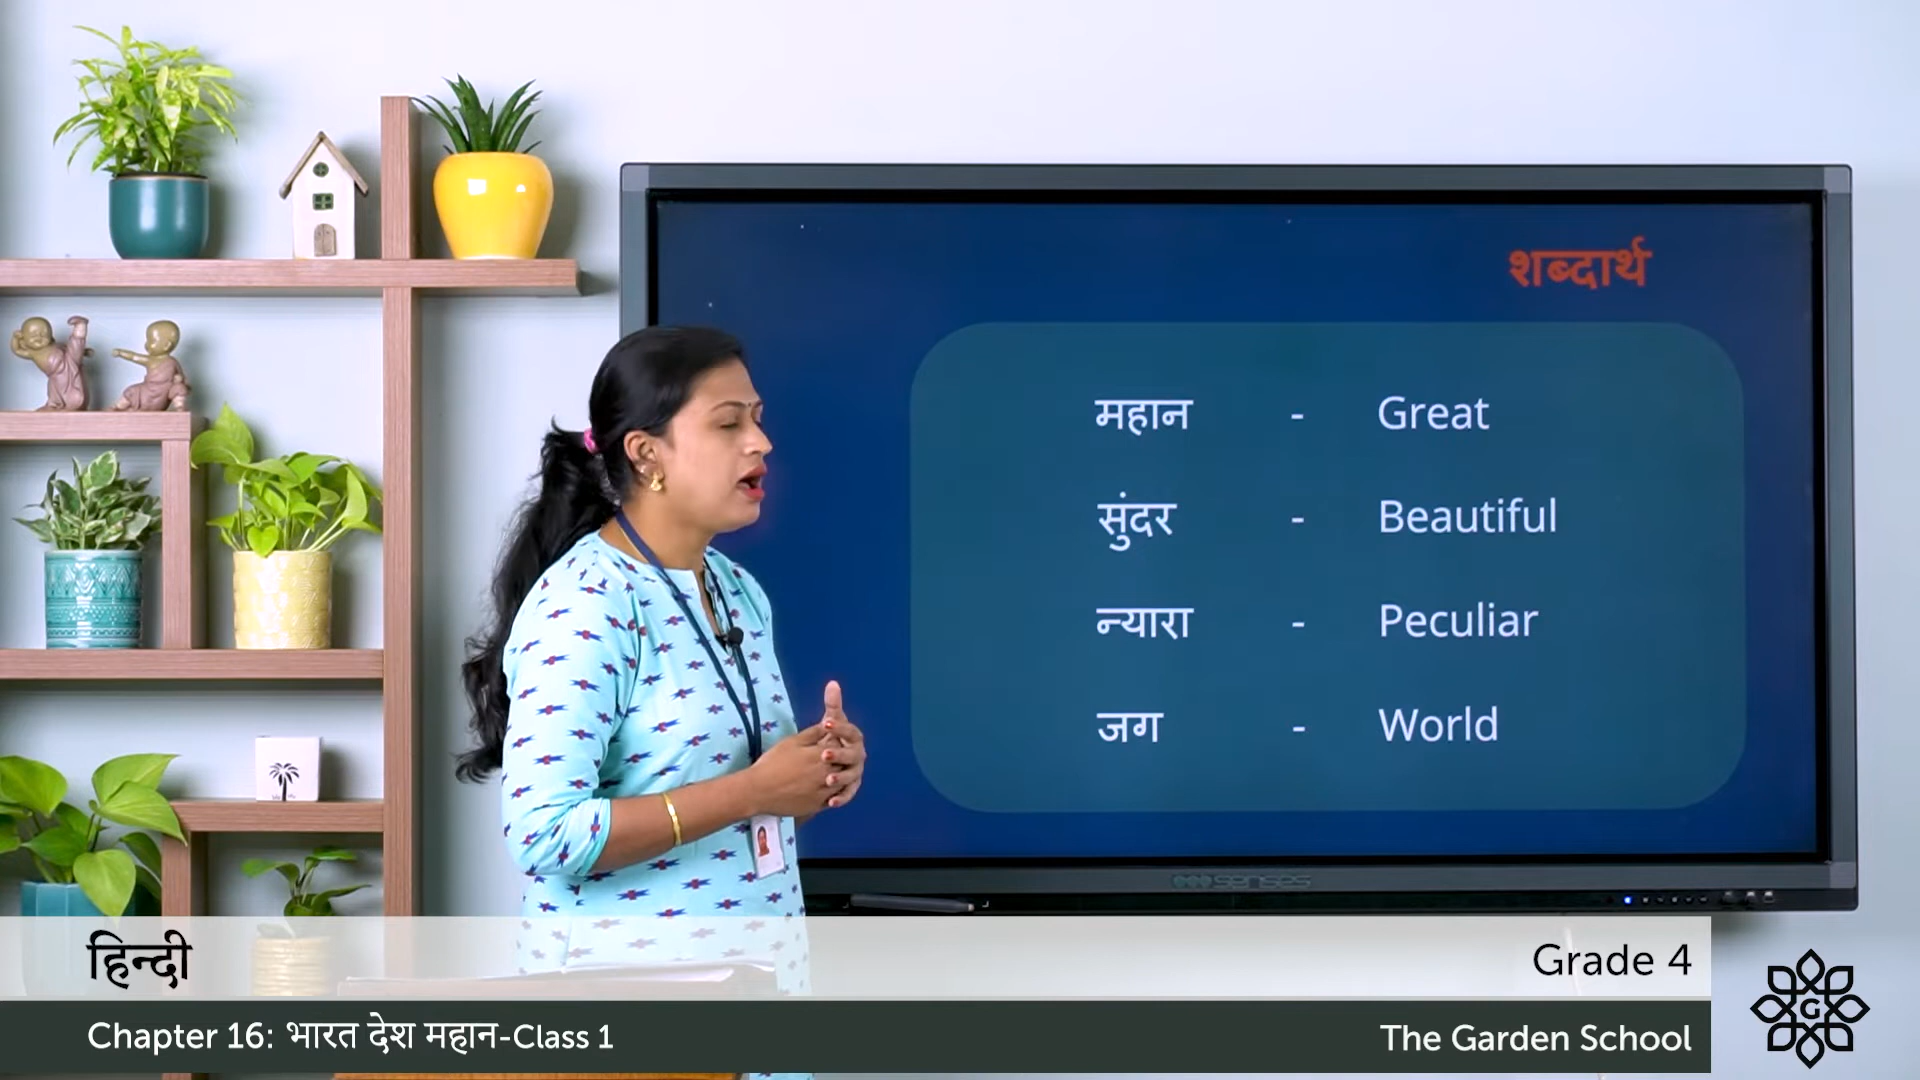 शब्दार्थ
महान - Great
सुंदर - Beautiful
न्यारा - Peculiar
जग - World
senses
हिन्दी
Grade 4
Chapter 16: भारत देश महान-Class 1
The Garden School
G